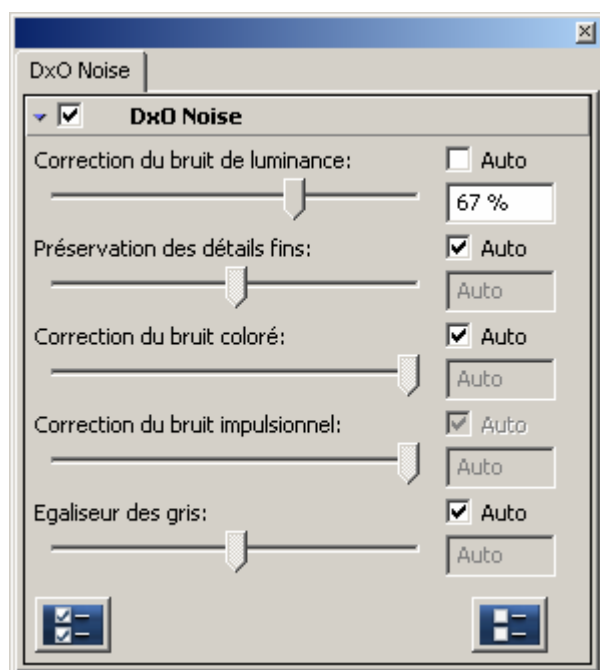 DxO Noise
DxO Noise
Correction du bruit de luminance:
Auto
67 %
Préservation des détails fins:
Auto
Auto
Correction du bruit coloré:
Auto
Auto
Correction du bruit impulsionnel:
Auto
Auto
Egaliseur des gris:
Auto
Auto